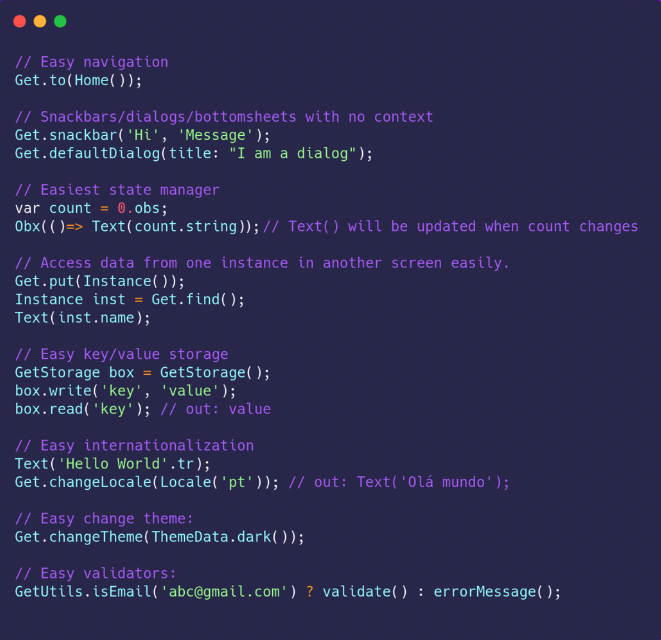 // Easy navigation
Get.to(Home());
// Snackbars/dialogs/bottomsheets with no context
Get.snackbar('Hi', 'Message');
Get.defaultDialog(title: "I am a dialog");
// Easiest state manager
var count = 0.obs;
Obx(()=> Text(count.string));// Text() will be updated when count changes
// Access data from one instance in another screen easily.
Get.put(Instance());
Instance inst = Get.find();
Text(inst.name);
// Easy key/value storage
GetStorage box = GetStorage();
box.write('key', 'value');
box.read('key'); // out: value
// Easy internationalization
Text('Hello World'.tr);
Get.changeLocale(Locale('pt')); // out: Text('Olá mundo');
// Easy change theme:
Get.changeTheme(ThemeData.dark());
// Easy validators:
GetUtils.isEmail('abc@gmail.com') ? validate() : errorMessage();